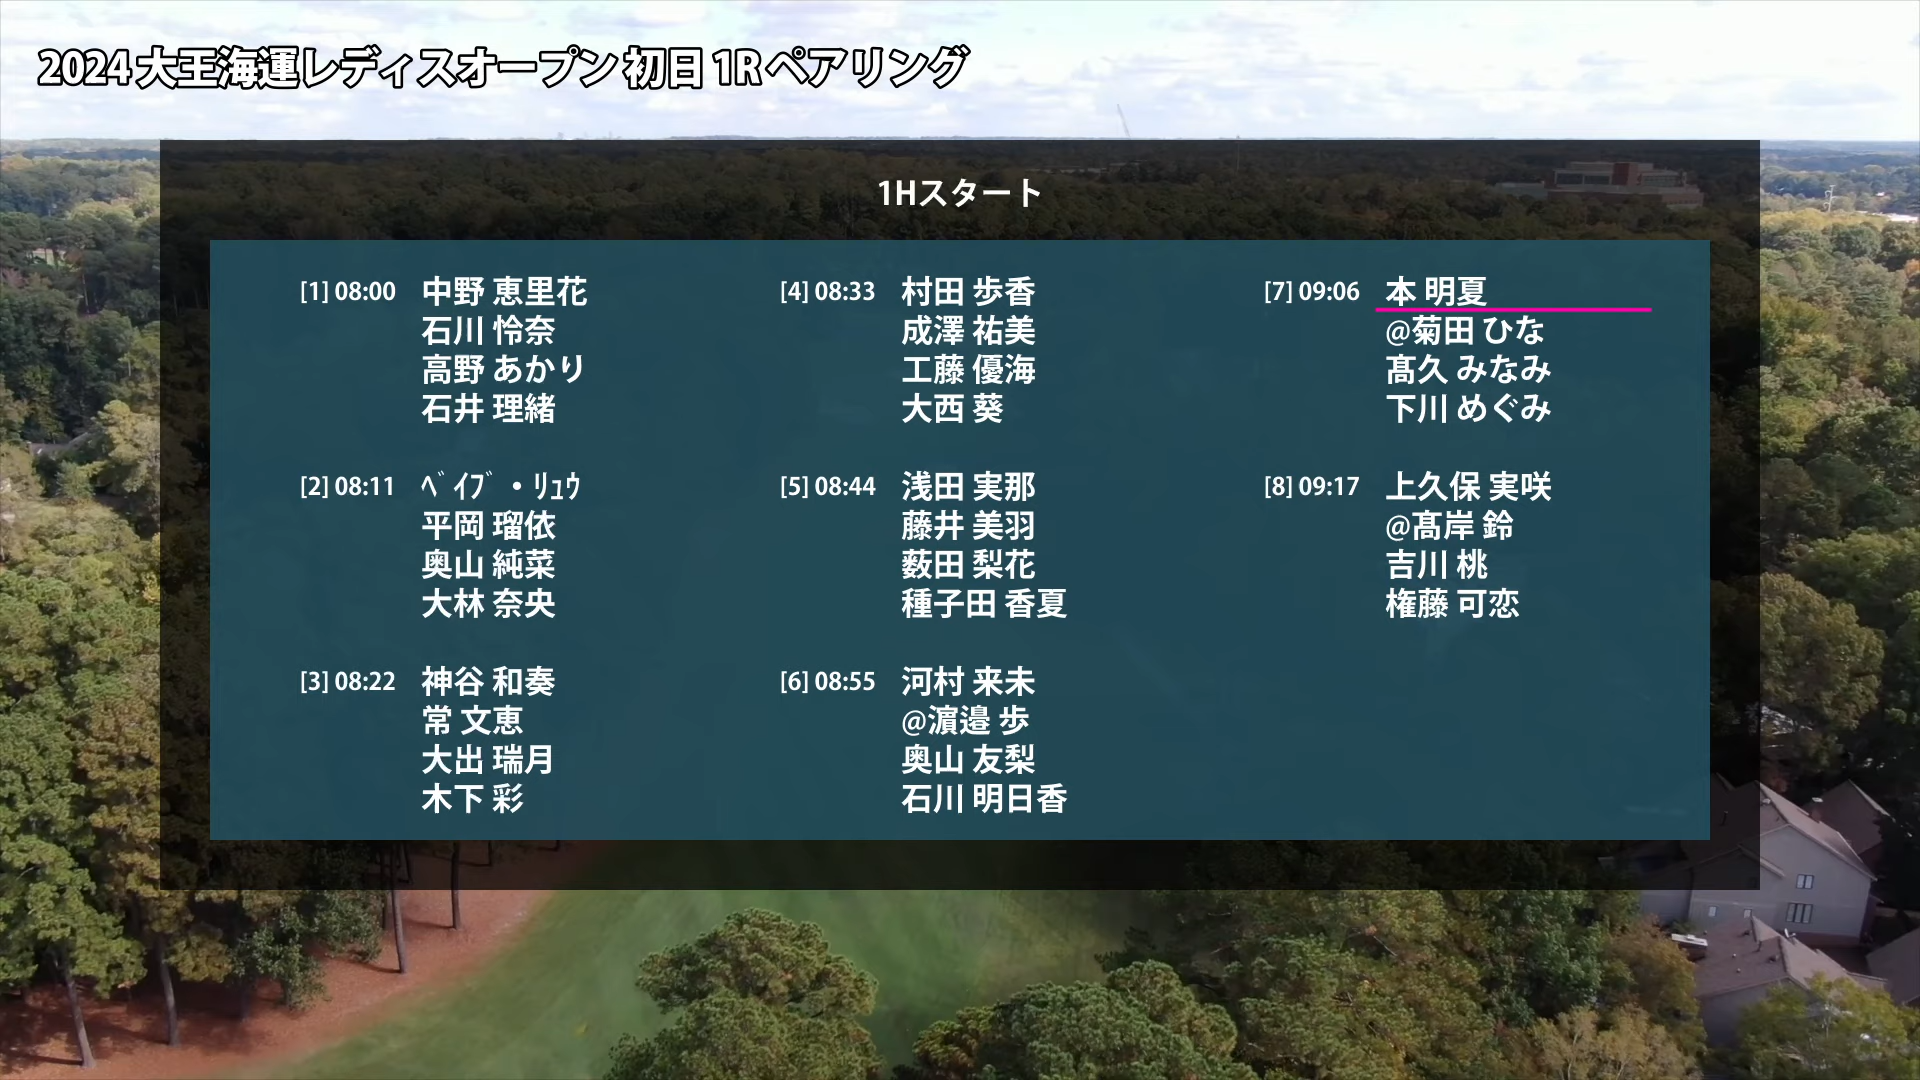 2024 大王海運レディスオープン 初日 1R ペアリング
1Hスタート
[1] 08:00 中野 恵里花
石川 怜奈
高野 あかり
石井 理緒
[2] 08:11 ﾍﾞｲﾌﾞ・ﾘｭｳ
平岡 瑠依
奥山 純菜
大林 奈央
[3] 08:22 神谷 和奏
常 文恵
大出 瑞月
木下 彩
[4] 08:33 村田 歩香
成澤 祐美
工藤 優海
大西 葵
[5] 08:44 浅田 実那
藤井 美羽
薮田 梨花
種子田 香夏
[6] 08:55 河村 来未
@濵邉 歩
奥山 友梨
石川 明日香
[7] 09:06 本 明夏
@菊田 ひな
髙久 みなみ
下川 めぐみ
[8] 09:17 上久保 実咲
@髙岸 鈴
吉川 桃
権藤 可恋